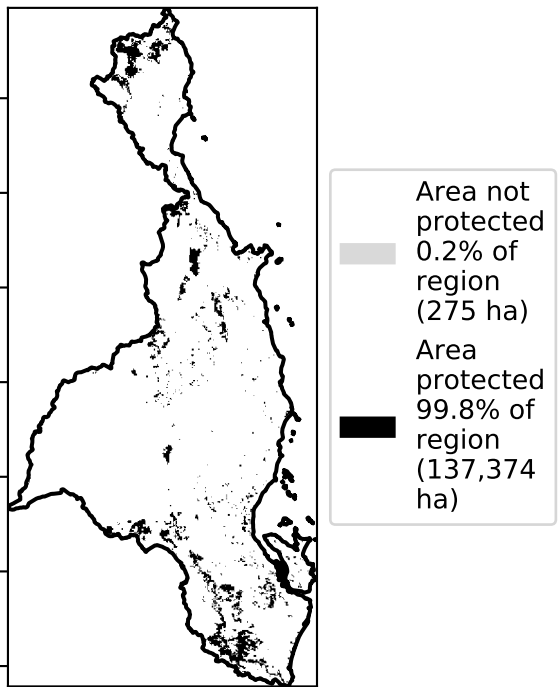 Area not
protected
0.2% of
region
(275 ha)
Area
protected
99.8% of
region
(137,374
ha)